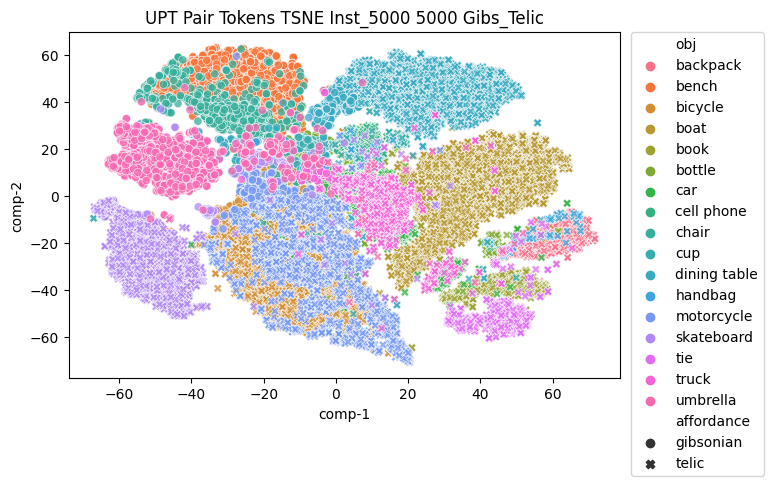 UPT Pair Tokens TSNE Inst_5000 5000 Gibs_Telic
comp-2
60
40
20
0
−20
−40
−60
−60
−40
−20
0
20
40
60
comp-1
obj
backpack
bench
bicycle
boat
book
bottle
car
cell phone
chair
cup
dining table
handbag
motorcycle
skateboard
tie
truck
umbrella
affordance
gibsonian
telic